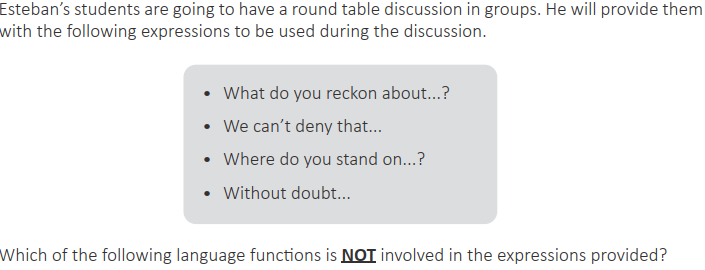 Esteban’s students are going to have a round table discussion in groups. He will provide them
with the following expressions to be used during the discussion.
• What do you reckon about...?
• We can’t deny that...
• Where do you stand on...?
• Without doubt...
Which of the following language functions is NOT involved in the expressions provided?